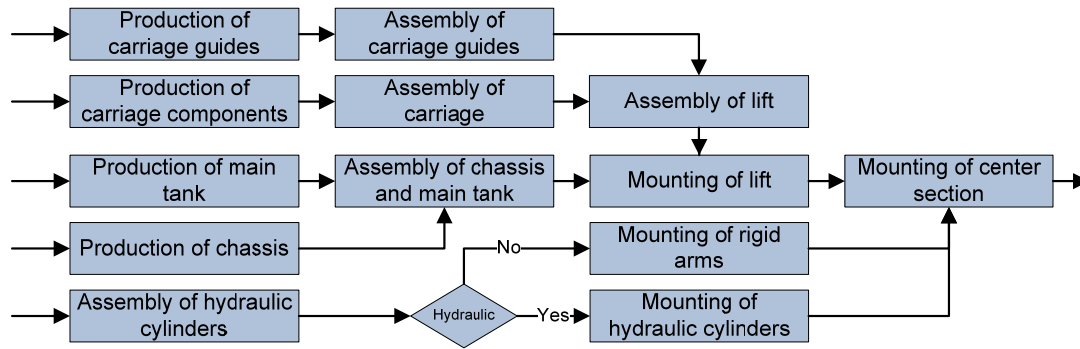 Production of
carriage guides
Assembly of
carriage guides
Production of
carriage components
Assembly of
carriage
Assembly of lift
Production of main
tank
Assembly of chassis
and main tank
Mounting of lift
Mounting of center
section
Production of chassis
No
Mounting of rigid
arms
Assembly of hydraulic
cylinders
Hydraulic
Yes
Mounting of
hydraulic cylinders